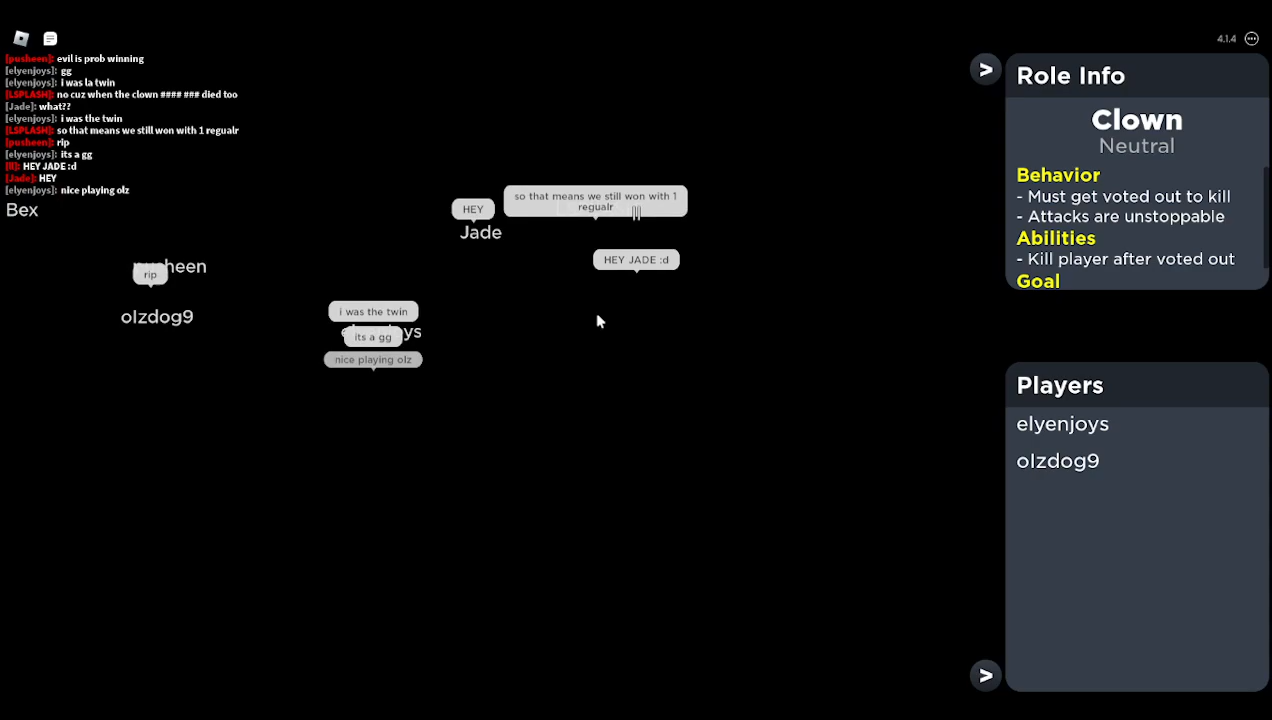 4.1.4
[pusheen]: evil is prob winning
[elyenjoys]: gg
[elyenjoys]: i was la twin
[LSPLASH]: no cuz when the clown #### ### died too
[Jade]: what??
[elyenjoys]: i was the twin
[LSPLASH]: so that means we still won with 1 regualr
[pusheen]: rip
[elyenjoys]: its a gg
[ll]: HEY JADE :d
[Jade]: HEY
[elyenjoys]: nice playing olz
Bex
HEY
Jade
so that means we still won with 1
regualr
||
HEY JADE :d
pusheen
rip
olzdog9
i was the twin
elyenjoys
its a gg
nice playing olz
>
Role Info
Clown
Neutral
Behavior
- Must get voted out to kill
- Attacks are unstoppable
Abilities
- Kill player after voted out
Goal
Players
elyenjoys
olzdog9
>